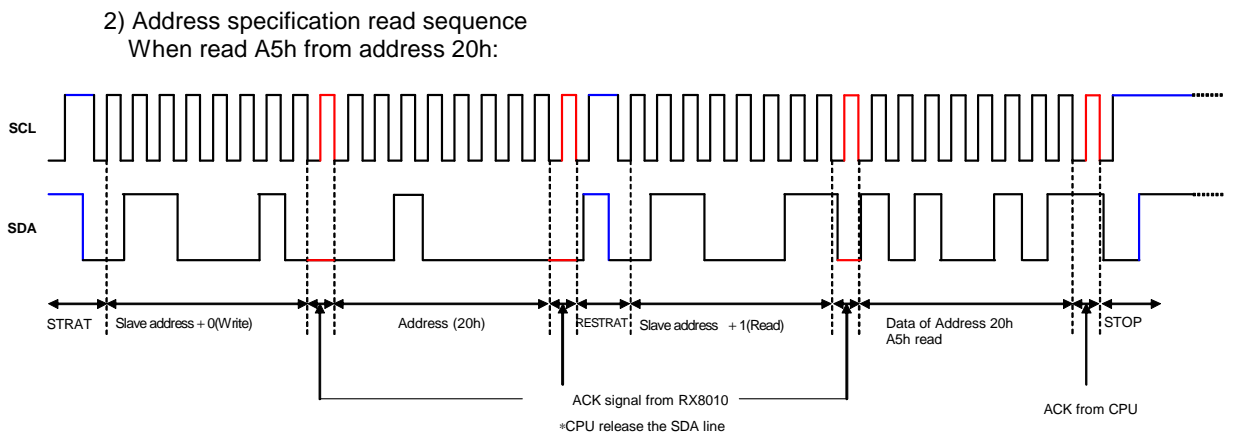 2) Address specification read sequence
When read A5h from address 20h:
SCL
SDA
STRAT
Slave address + 0(Write)
Address (20h)
RESTRAT
Slave address + 1(Read)
Data of Address 20h
A5h read
STOP
ACK signal from RX8010
*CPU release the SDA line
ACK from CPU